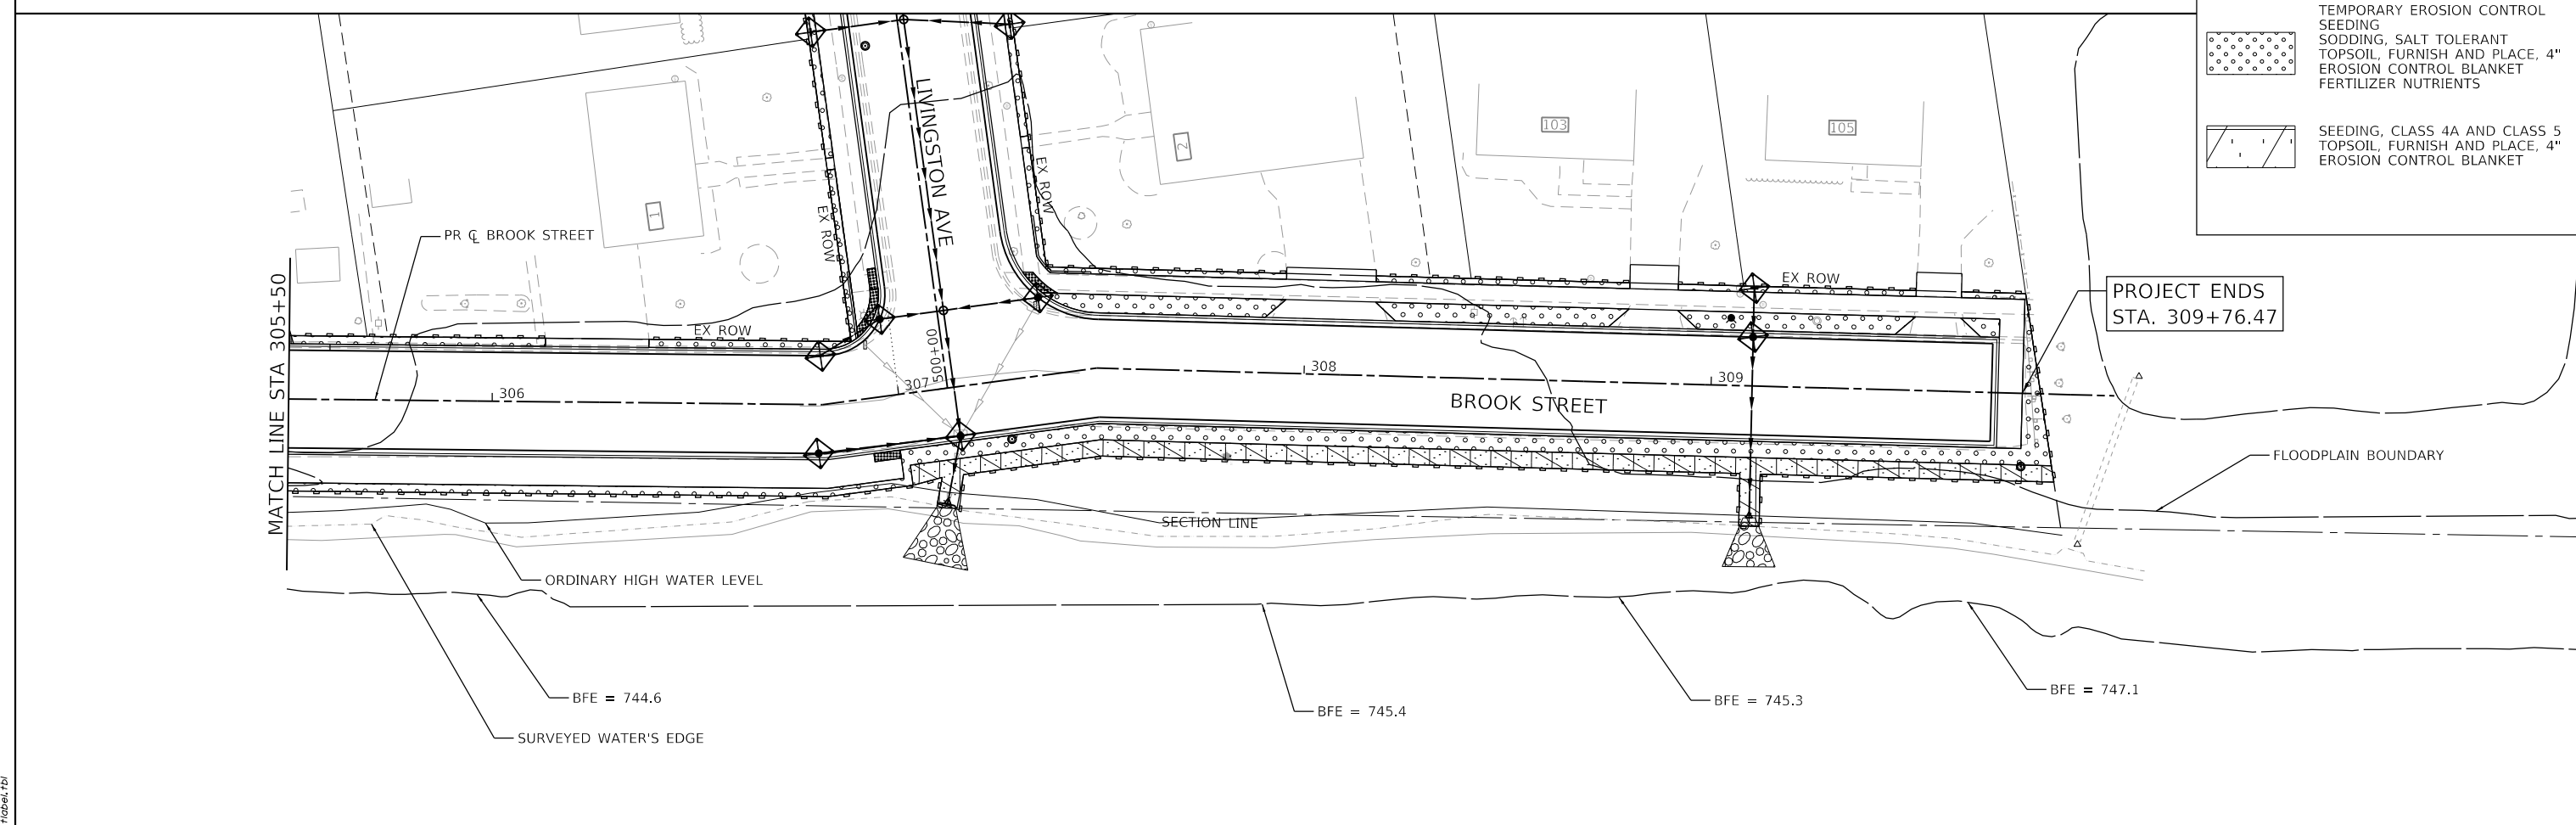 TEMPORARY EROSION CONTROL
SEEDING
SODDING, SALT TOLERANT
TOPSOIL, FURNISH AND PLACE, 4"
EROSION CONTROL BLANKET
FERTILIZER NUTRIENTS
SEEDING, CLASS 4A AND CLASS 5
TOPSOIL, FURNISH AND PLACE, 4"
EROSION CONTROL BLANKET
LIVINGSTON AVE
EX ROW
EX ROW
1
2
103
105
PR ℄ BROOK STREET
MATCH LINE STA 305+50
EX ROW
EX ROW
PROJECT ENDS
STA. 309+76.47
306
307
500+00
308
309
BROOK STREET
FLOODPLAIN BOUNDARY
SECTION LINE
ORDINARY HIGH WATER LEVEL
BFE = 744.6
BFE = 745.4
BFE = 745.3
BFE = 747.1
SURVEYED WATER'S EDGE
tlabel.tbl